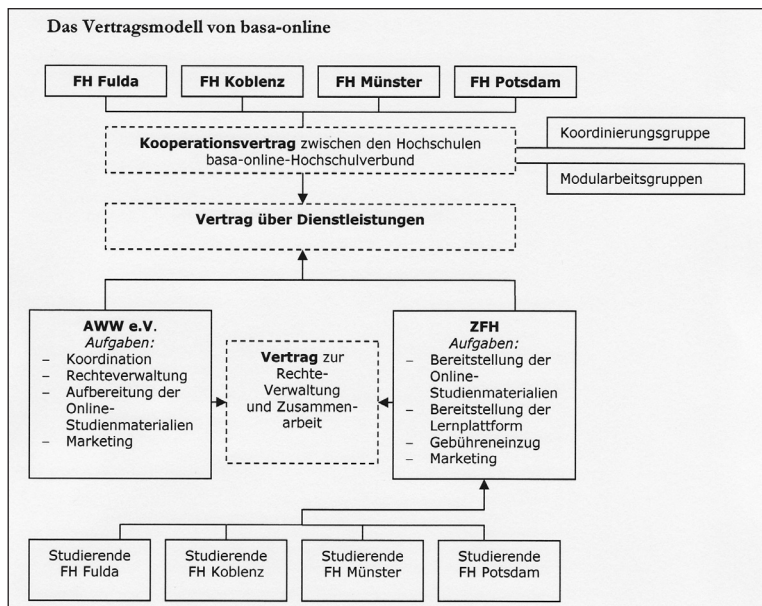 Das Vertragsmodell von basa-online
FH Fulda
FH Koblenz
FH Münster
FH Potsdam
Kooperationsvertrag zwischen den Hochschulen
basa-online-Hochschulverbund
Koordinierungsgruppe
Modularbeitsgruppen
Vertrag über Dienstleistungen
AWW e.V.
Aufgaben:
– Koordination
– Rechteverwaltung
– Aufbereitung der
Online-
Studienmaterialien
– Marketing
Vertrag zur
Rechte-
Verwaltung
und Zusammen-
arbeit
ZFH
Aufgaben:
– Bereitstellung der
Online-
Studienmaterialien
– Bereitstellung der
Lernplattform
– Gebühreneinzug
– Marketing
Studierende
FH Fulda
Studierende
FH Koblenz
Studierende
FH Münster
Studierende
FH Potsdam